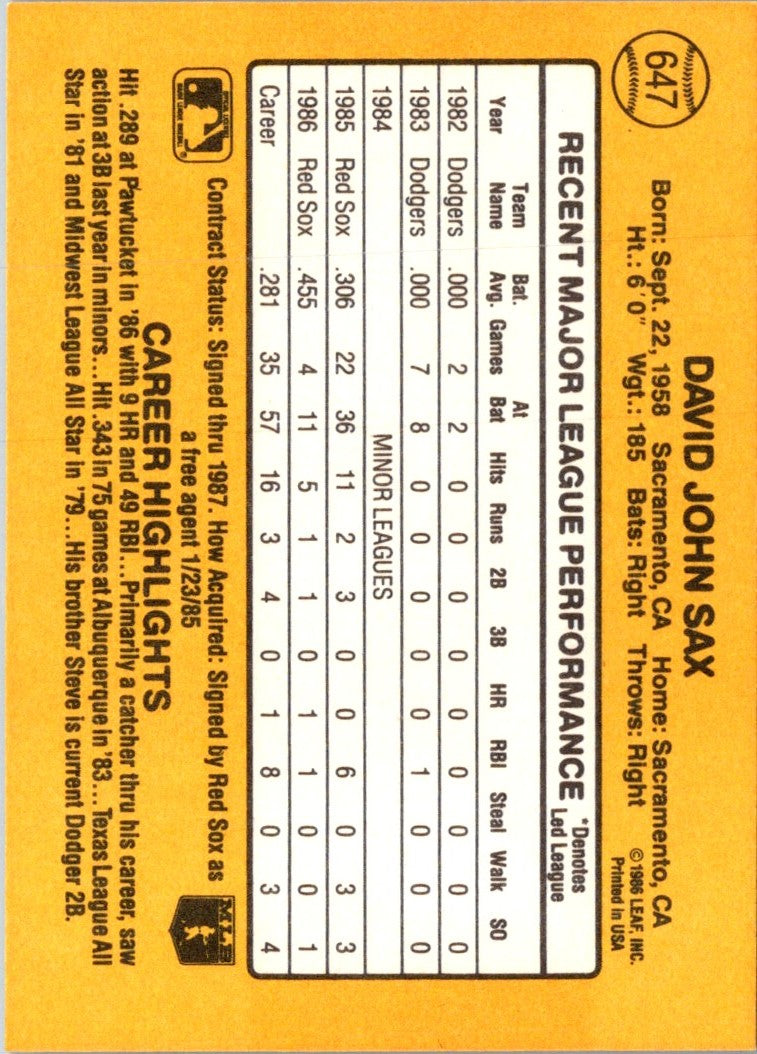 647
DAVID JOHN SAX
Born: Sept. 22, 1958 Sacramento, CA Home: Sacramento, CA
Ht.: 6'0" Wgt.: 185 Bats: Right Throws: Right
©1986 LEAF, INC.
Printed in USA
RECENT MAJOR LEAGUE PERFORMANCE *Denotes Led League
Year Team Name Bat. Avg. Games At Bat Hits Runs 2B 3B HR RBI Steal Walk SO
1982 Dodgers .000 2 2 0 0 0 0 0 0 0 0 0
1983 Dodgers .000 7 8 0 0 0 0 0 1 0 0 0
1984 MINOR LEAGUES
1985 Red Sox .306 22 36 11 2 3 0 0 6 0 3 3
1986 Red Sox .455 4 11 5 1 1 0 1 1 0 0 1
Career .281 35 57 16 3 4 0 1 8 0 3 4
Contract Status: Signed thru 1987. How Acquired: Signed by Red Sox as
a free agent 1/23/85
MLB
CAREER HIGHLIGHTS
Hit .289 at Pawtucket in '86 with 9 HR and 49 RBI...Primarily a catcher thru his career, saw
action at 3B last year in minors...Hit .343 in 75 games at Albuquerque in '83...Texas League All
Star in '81 and Midwest League All Star in '79...His brother Steve is current Dodger 2B.